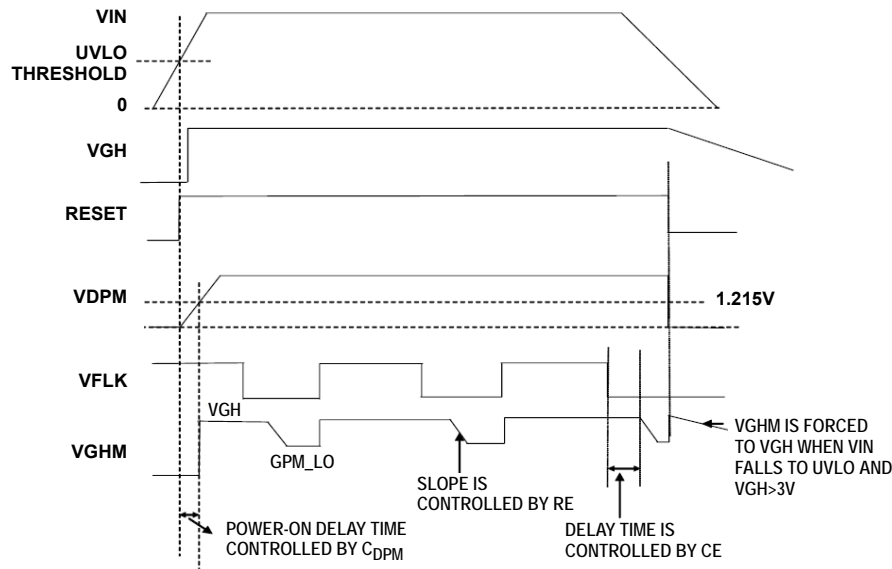 VIN
UVLO
THRESHOLD
0
VGH
RESET
VDPM
1.215V
VFLK
VGH
VGHM
GPM_LO
VGHM IS FORCED
TO VGH WHEN VIN
FALLS TO UVLO AND
VGH>3V
SLOPE IS
CONTROLLED BY RE
POWER-ON DELAY TIME
CONTROLLED BY CDPM
DELAY TIME IS
CONTROLLED BY CE